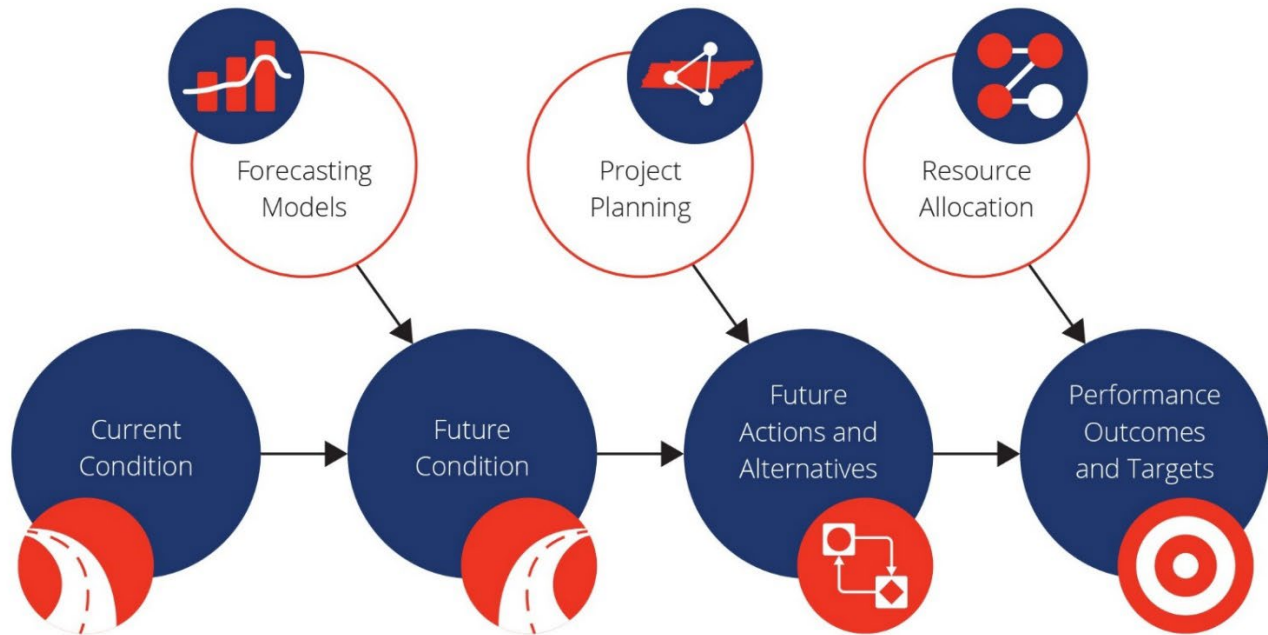 Forecasting
Models
Project
Planning
Resource
Allocation
Current
Condition
Future
Condition
Future
Actions and
Alternatives
Performance
Outcomes
and Targets